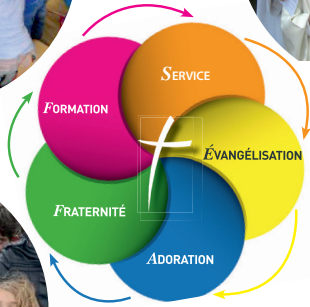 SERVICE
FORMATION
ÉVANGÉLISATION
FRATERNITÉ
ADORATION